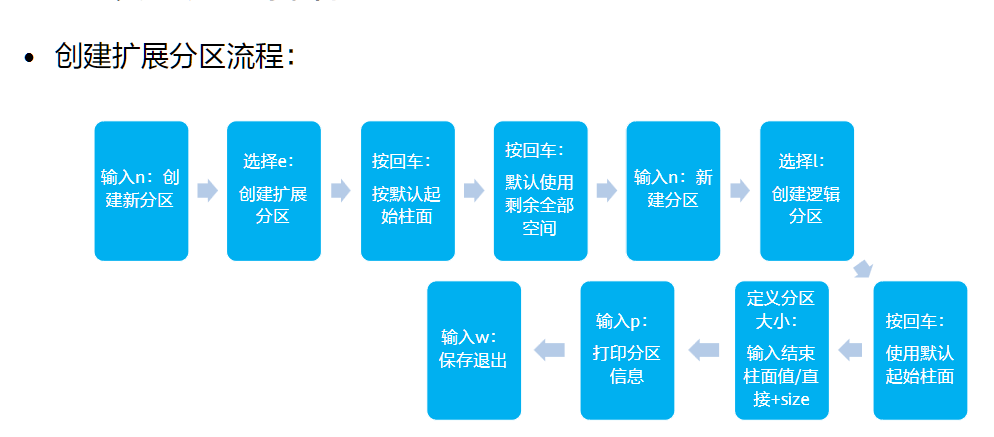 • 创建扩展分区流程：
输入n：创
建新分区
选择e：
创建扩展
分区
按回车：
按默认起
始柱面
按回车：
默认使用
剩余全部
空间
输入n：新
建分区
选择l：
创建逻辑
分区
按回车：
使用默认
起始柱面
定义分区
大小：
输入结束
柱面值/直
接+size
输入p：
打印分区
信息
输入w：
保存退出